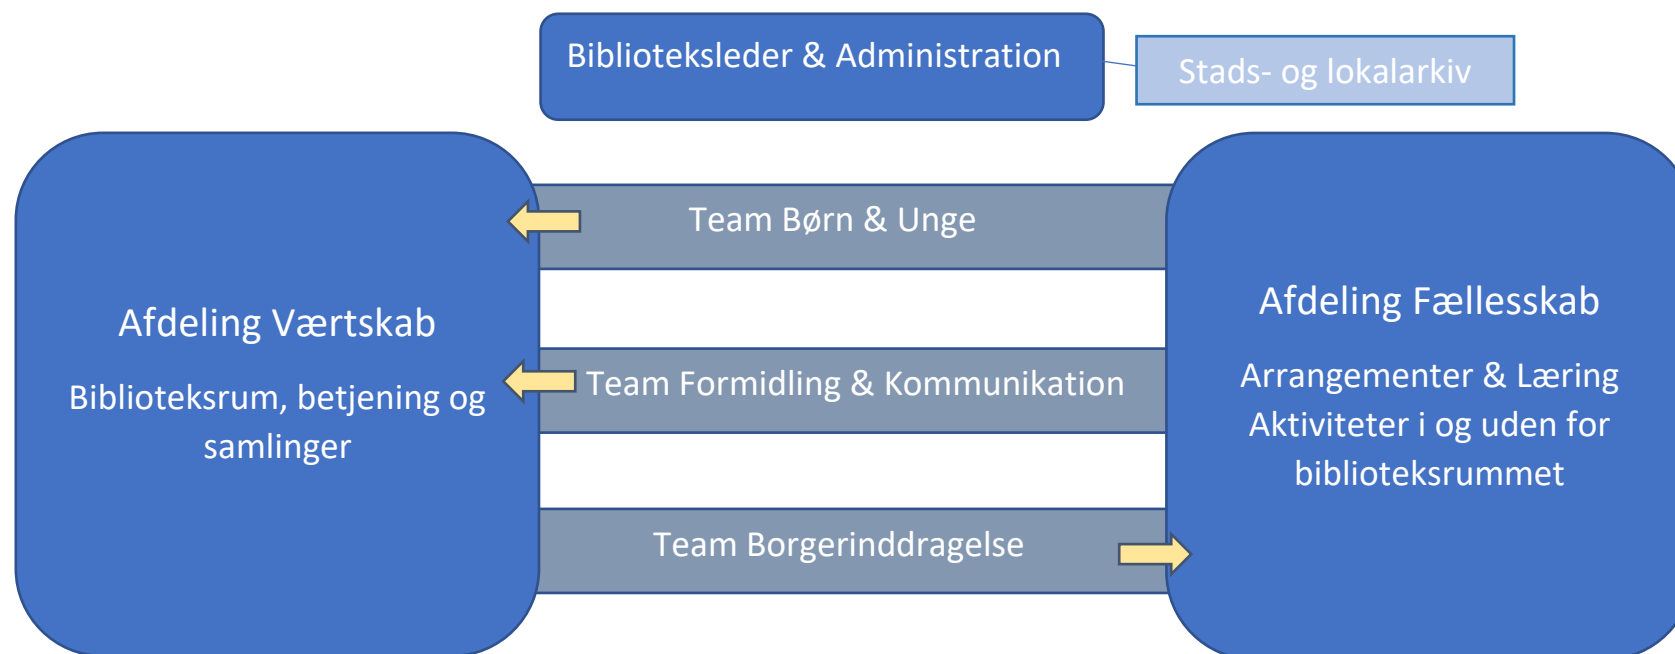 Biblioteksleder & Administration
Stads- og lokalarkiv
Team Børn & Unge
Afdeling Værtskab
Biblioteksrum, betjening og
samlinger
Team Formidling & Kommunikation
Afdeling Fællesskab
Arrangementer & Læring
Aktiviteter i og uden for
biblioteksrummet
Team Borgerinddragelse